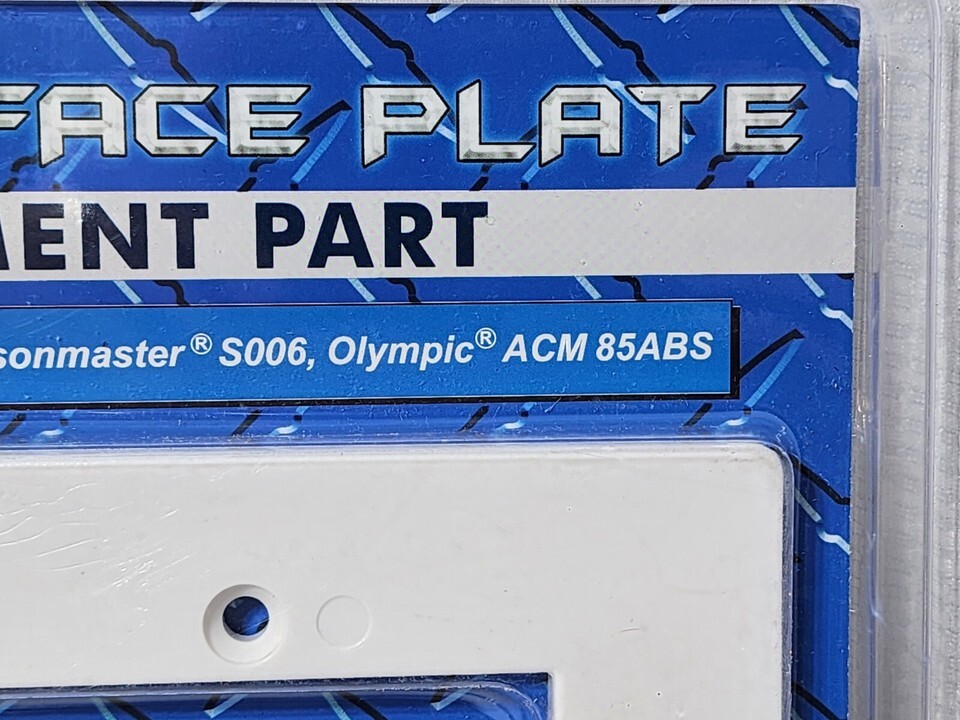 FACE PLATE
MENT PART
sonmaster® S006, Olympic® ACM 85ABS